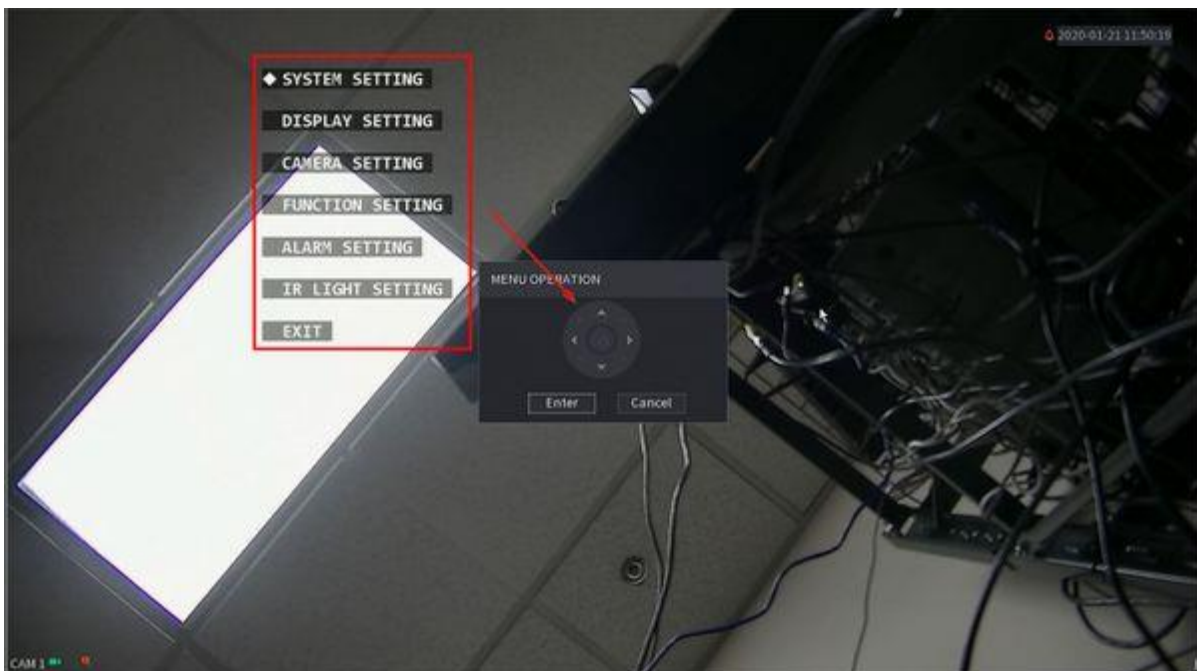 2020-01-21 11:50:19
SYSTEM SETTING
DISPLAY SETTING
CAMERA SETTING
FUNCTION SETTING
ALARM SETTING
IR LIGHT SETTING
EXIT
MENU OPERATION
Enter Cancel
CAM 1